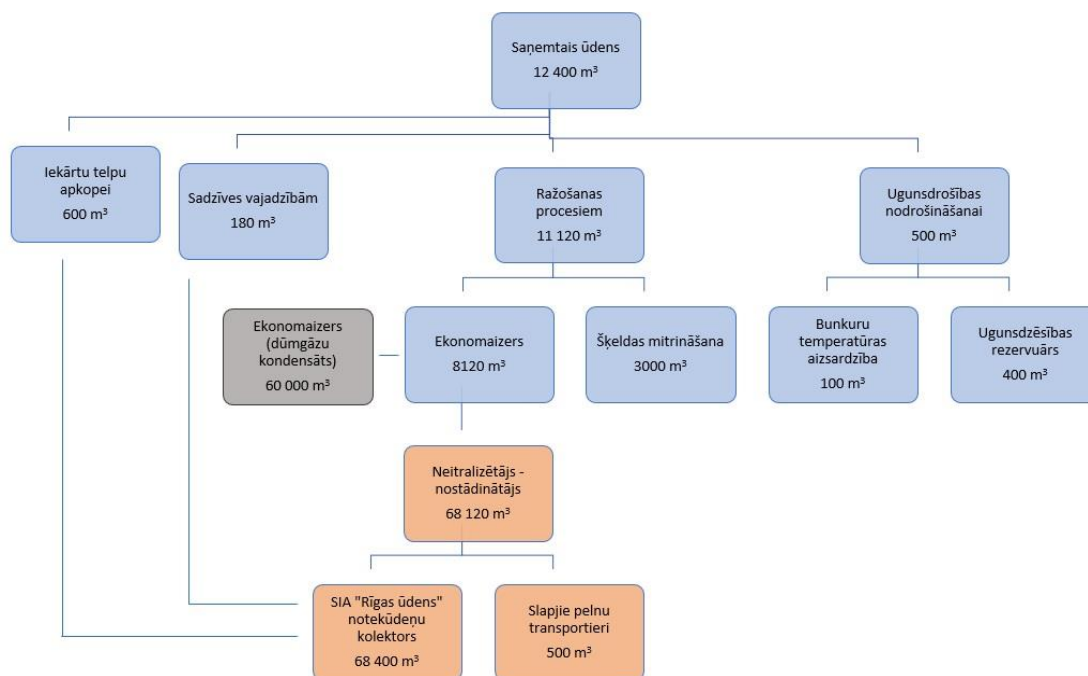 Saņemtais ūdens
12 400 m³
Iekārtu telpu
apkopei
600 m³
Sadzīves vajadzībām
180 m³
Ražošanas
procesiem
11 120 m³
Ugunsdrošības
nodrošināšanai
500 m³
Ekonomaizers
(dūmgāzu
kondensāts)
60 000 m³
Ekonomaizers
8120 m³
Šķeldas mitrināšana
3000 m³
Bunkuru
temperatūras
aizsardzība
100 m³
Ugunsdzēsības
rezervuārs
400 m³
Neitralizētājs -
nostādinātājs
68 120 m³
SIA "Rīgas ūdens"
notekūdeņu
kolektors
68 400 m³
Slapjie pelnu
transportieri
500 m³